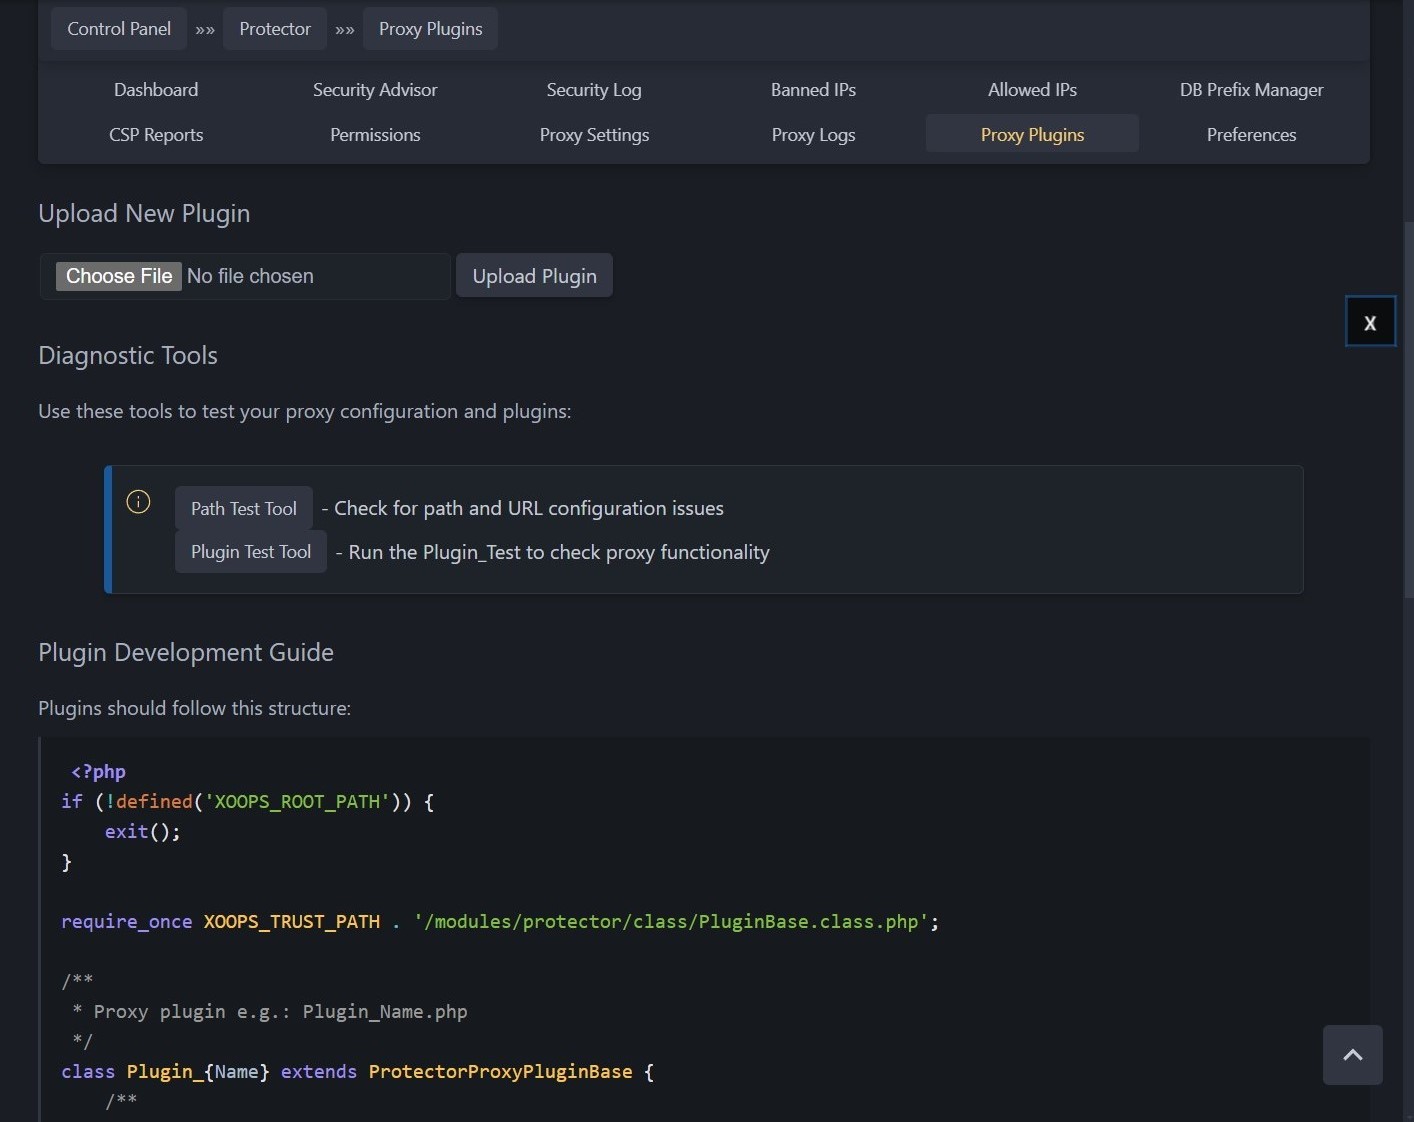 Control Panel »» Protector »» Proxy Plugins
Dashboard Security Advisor Security Log Banned IPs Allowed IPs DB Prefix Manager
CSP Reports Permissions Proxy Settings Proxy Logs Proxy Plugins Preferences
Upload New Plugin
Choose File No file chosen Upload Plugin
X
Diagnostic Tools
Use these tools to test your proxy configuration and plugins:
Path Test Tool - Check for path and URL configuration issues
Plugin Test Tool - Run the Plugin_Test to check proxy functionality
Plugin Development Guide
Plugins should follow this structure:
<?php
if (!defined('XOOPS_ROOT_PATH')) {
    exit();
}
require_once XOOPS_TRUST_PATH . '/modules/protector/class/PluginBase.class.php';
/**
 * Proxy plugin e.g.: Plugin_Name.php
 */
class Plugin_{Name} extends ProtectorProxyPluginBase {
    /**